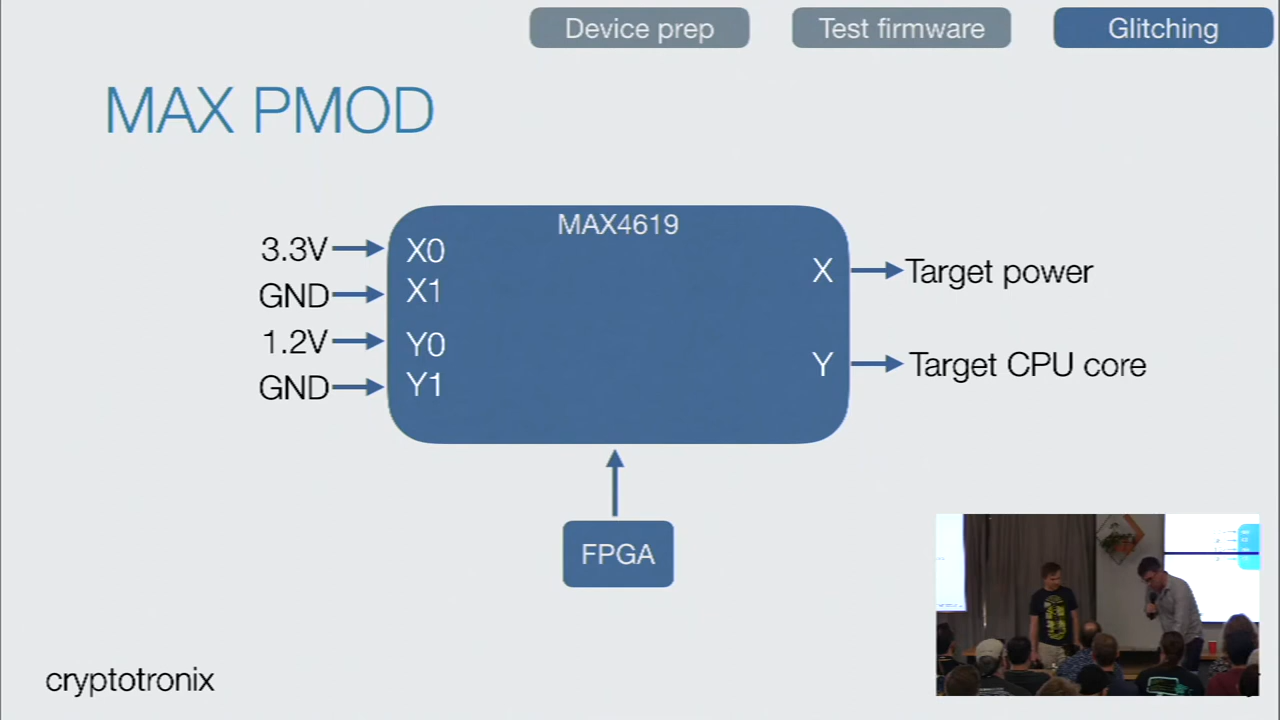 Device prep
Test firmware
Glitching
MAX PMOD
MAX4619
3.3V
X0
GND
X1
1.2V
Y0
GND
Y1
X
Target power
Y
Target CPU core
FPGA
cryptotronix